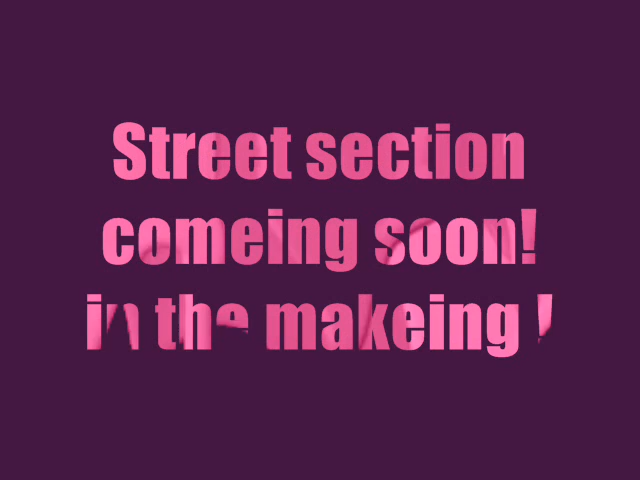 Street section
comeing soon!
in the makeing !